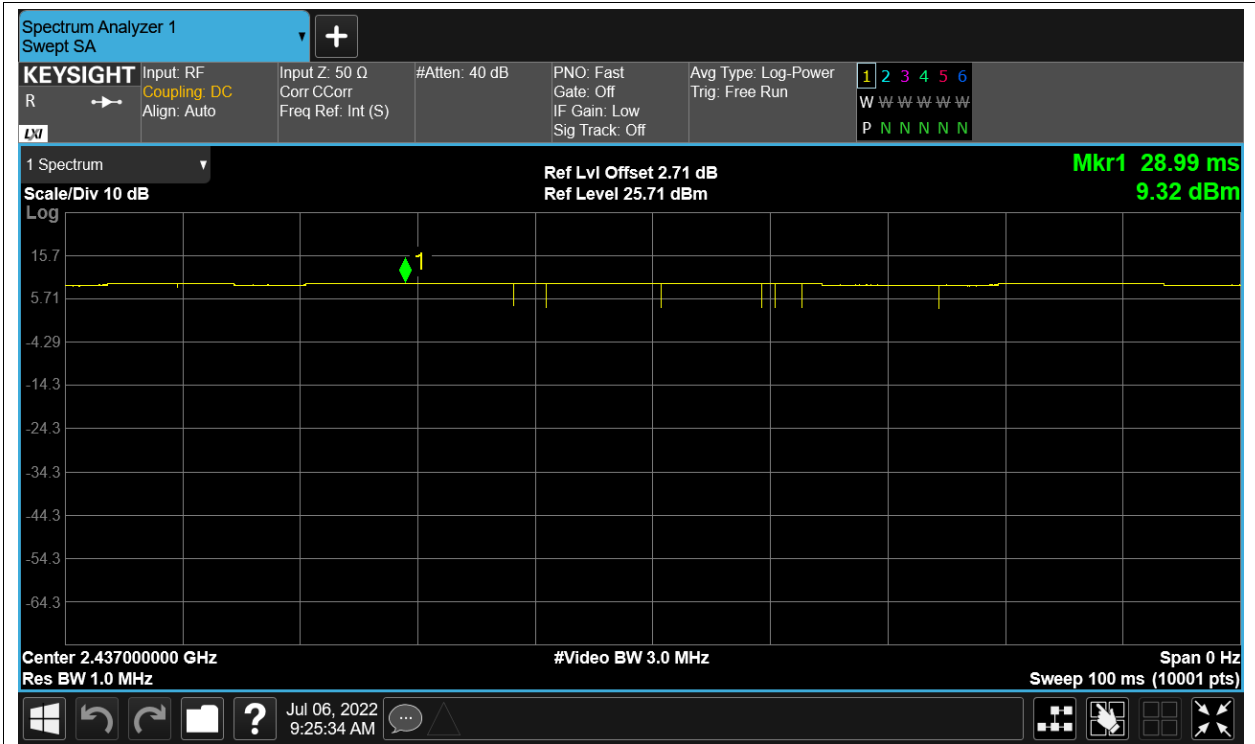 Spectrum Analyzer 1
Swept SA
KEYSIGHT
R
LXI
Input: RF
Coupling: DC
Align: Auto
Input Z: 50 Ω
Corr CCorr
Freq Ref: Int (S)
#Atten: 40 dB
PNO: Fast
Gate: Off
IF Gain: Low
Sig Track: Off
Avg Type: Log-Power
Trig: Free Run
1 2 3 4 5 6
W W W W W W
P N N N N N
1 Spectrum
Scale/Div 10 dB
Log
Ref Lvl Offset 2.71 dB
Ref Level 25.71 dBm
Mkr1 28.99 ms
9.32 dBm
1
15.7
5.71
-4.29
-14.3
-24.3
-34.3
-44.3
-54.3
-64.3
Center 2.437000000 GHz
Res BW 1.0 MHz
#Video BW 3.0 MHz
Span 0 Hz
Sweep 100 ms (10001 pts)
?
Jul 06, 2022
9:25:34 AM